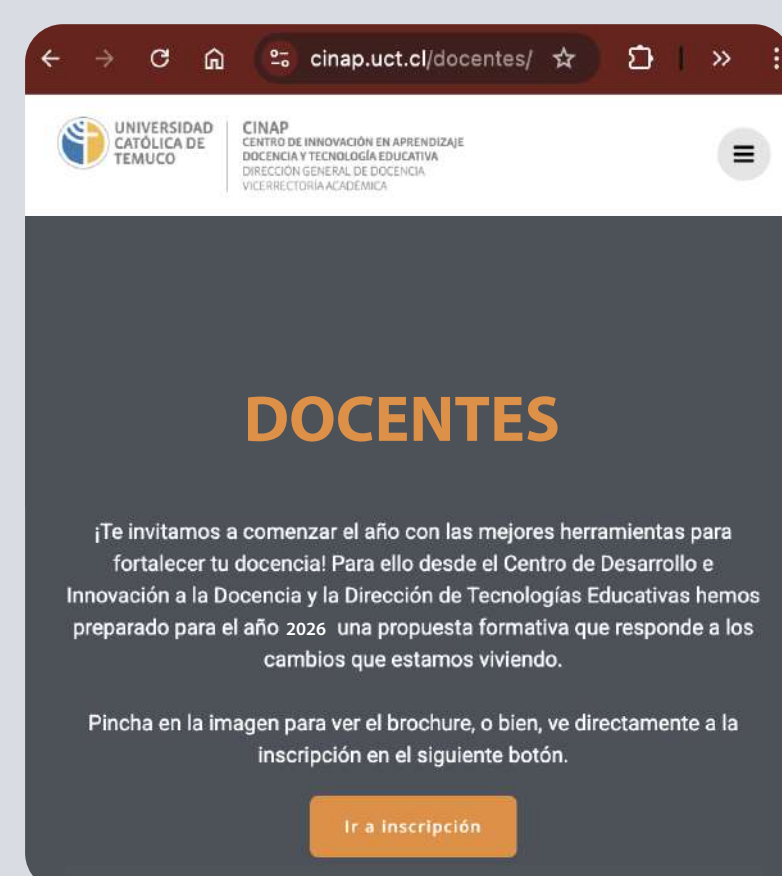 cinap.uct.cl/docentes/
UNIVERSIDAD
CATÓLICA DE
TEMUCO
CINAP
CENTRO DE INNOVACIÓN EN APRENDIZAJE
DOCENCIA Y TECNOLOGÍA EDUCATIVA
DIRECCIÓN GENERAL DE DOCENCIA
VICERRECTORÍA ACADÉMICA
DOCENTES
¡Te invitamos a comenzar el año con las mejores herramientas para
fortalecer tu docencia! Para ello desde el Centro de Desarrollo e
Innovación a la Docencia y la Dirección de Tecnologías Educativas hemos
preparado para el año 2026 una propuesta formativa que responde a los
cambios que estamos viviendo.
Pincha en la imagen para ver el brochure, o bien, ve directamente a la
inscripción en el siguiente botón.
Ir a inscripción